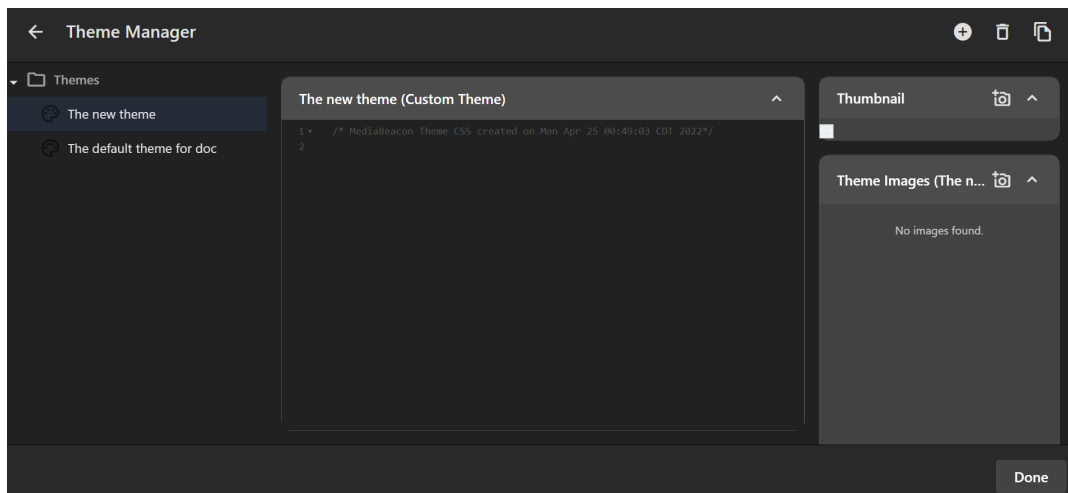 Theme Manager
Themes
The new theme
The default theme for doc
The new theme (Custom Theme)
1 /* MediaBeacon Theme CSS created on Mon Apr 25 00:49:03 CDT 2022*/
2
Thumbnail
Theme Images (The n...
No images found.
Done